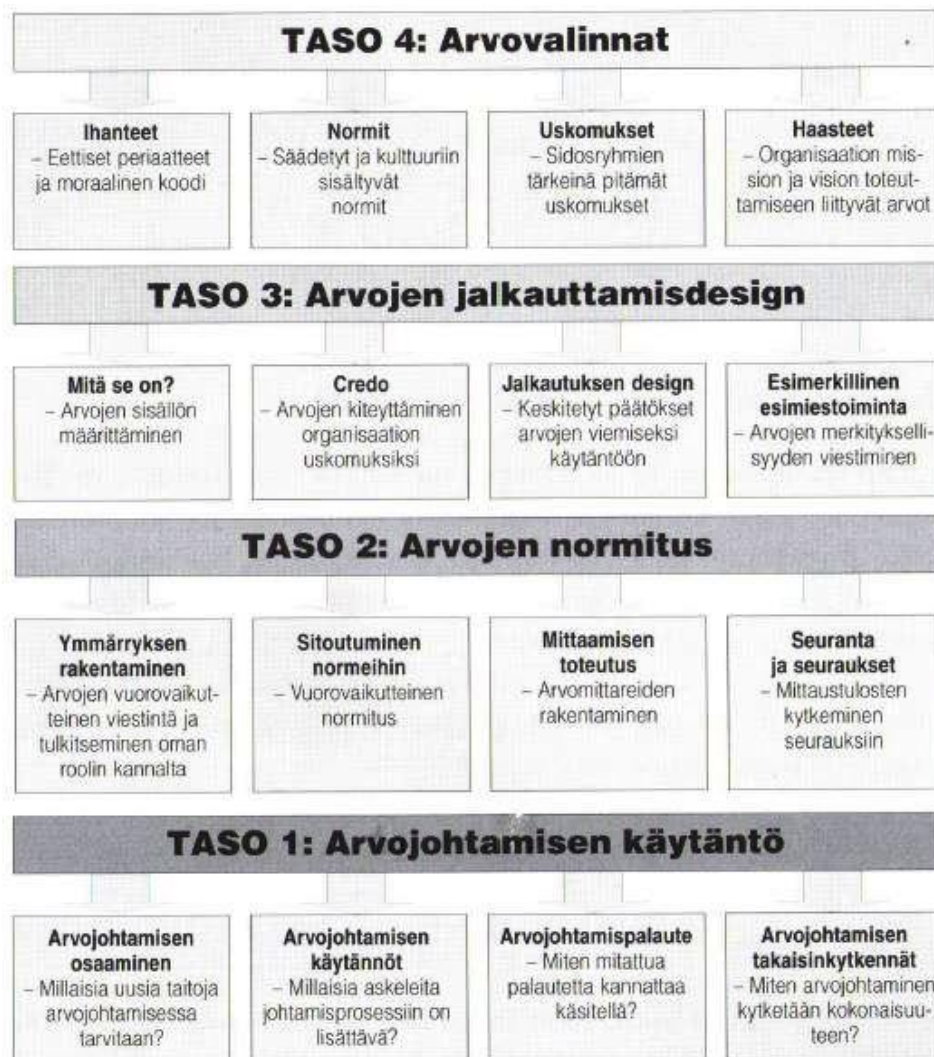 TASO 4: Arvovalinnat
Ihanteet
– Eettiset periaatteet
ja moraalinen koodi
Normit
– Säädetyt ja kulttuuriin
sisältyvät
normit
Uskomukset
– Sidosryhmien
tärkeinä pitämät
uskomukset
Haasteet
– Organisaation mis-
sion ja vision toteut-
tamiseen liittyvät arvot
TASO 3: Arvojen jalkauttamisdesign
Mitä se on?
– Arvojen sisällön
määrittäminen
Credo
– Arvojen kiteyttäminen
organisaation
uskomuksiksi
Jalkautuksen design
– Keskitetyt päätökset
arvojen viemiseksi
käytäntöön
Esimerkillinen
esimiestoiminta
– Arvojen merkityksелli-
syyden viestiminen
TASO 2: Arvojen normitus
Ymmärryksen
rakentaminen
– Arvojen vuorovaikut-
teinen viestintä ja
tulkitseminen oman
roolin kannalta
Sitoutuminen
normeihin
– Vuorovaikutteinen
normitus
Mittaamisen
toteutus
– Arvomittareiden
rakentaminen
Seuranta
ja seuraukset
– Mittaustulosten
kytkeminen
seurauksiin
TASO 1: Arvojohtamisen käytäntö
Arvojohtamisen
osaaminen
– Millaisia uusia taitoja
arvojohtamisessa
tarvitaan?
Arvojohtamisen
käytännöt
– Millaisia askeleita
johtamisprosessiin on
lisättävä?
Arvojohtamispalaute
– Miten mitattua
palautetta kannattaa
käsitellä?
Arvojohtamisen
takaisinkytkennät
– Miten arvojohtaminen
kytketään kokonaisuu-
teen?